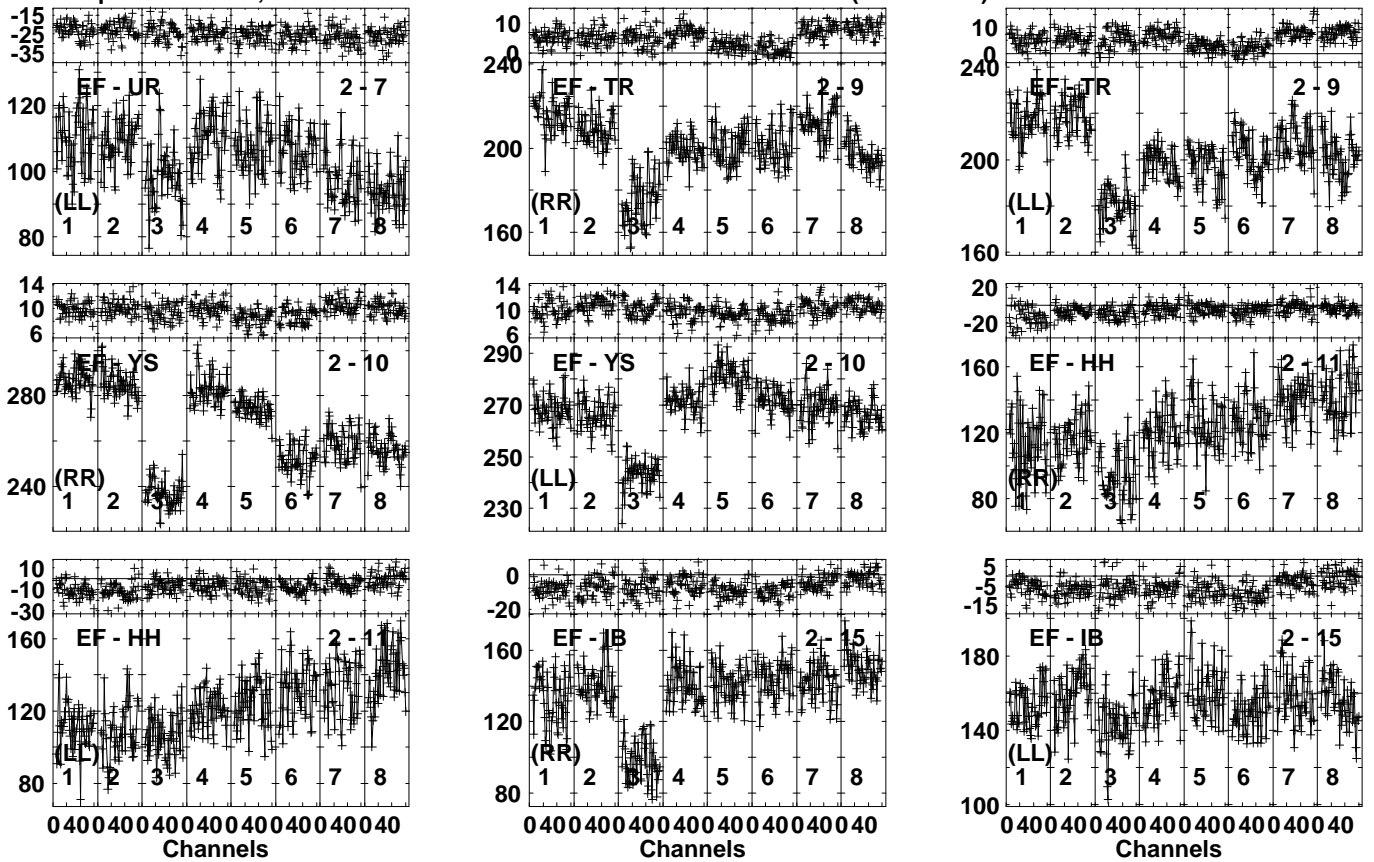 -15
-25
-35
EF - UR 2 - 7
120
100
80
(LL)
1 2 3 4 5 6 7 8
10
0
240
EF - TR 2 - 9
200
160
(RR)
1 2 3 4 5 6 7 8
10
0
240
EF - TR 2 - 9
200
160
(LL)
1 2 3 4 5 6 7 8
14
10
6
EF - YS 2 - 10
280
240
(RR)
1 2 3 4 5 6 7 8
14
10
6
290
EF - YS 2 - 10
270
250
230
(LL)
1 2 3 4 5 6 7 8
20
-20
160
EF - HH 2 - 11
120
80
(RR)
1 2 3 4 5 6 7 8
10
-10
-30
160
EF - HH 2 - 11
120
80
(LL)
1 2 3 4 5 6 7 8
0 40 0 40 0 40 0 40 0 40 0 40 0 40 0 40
Channels
0
-20
160
EF - IB 2 - 15
120
80
(RR)
1 2 3 4 5 6 7 8
0 40 0 40 0 40 0 40 0 40 0 40 0 40 0 40
Channels
5
-5
-15
180
EF - IB 2 - 15
140
100
(LL)
1 2 3 4 5 6 7 8
0 40 0 40 0 40 0 40 0 40 0 40 0 40 0 40
Channels